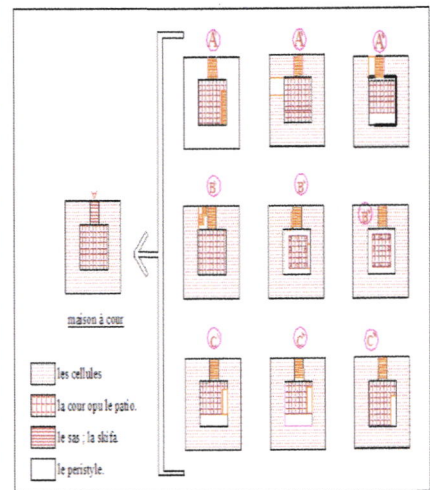 A A' A"
B B' B"
maison à cour
C C' C"
les cellules
la cour opu le patio.
le sas ; la skifa.
le peristyle.